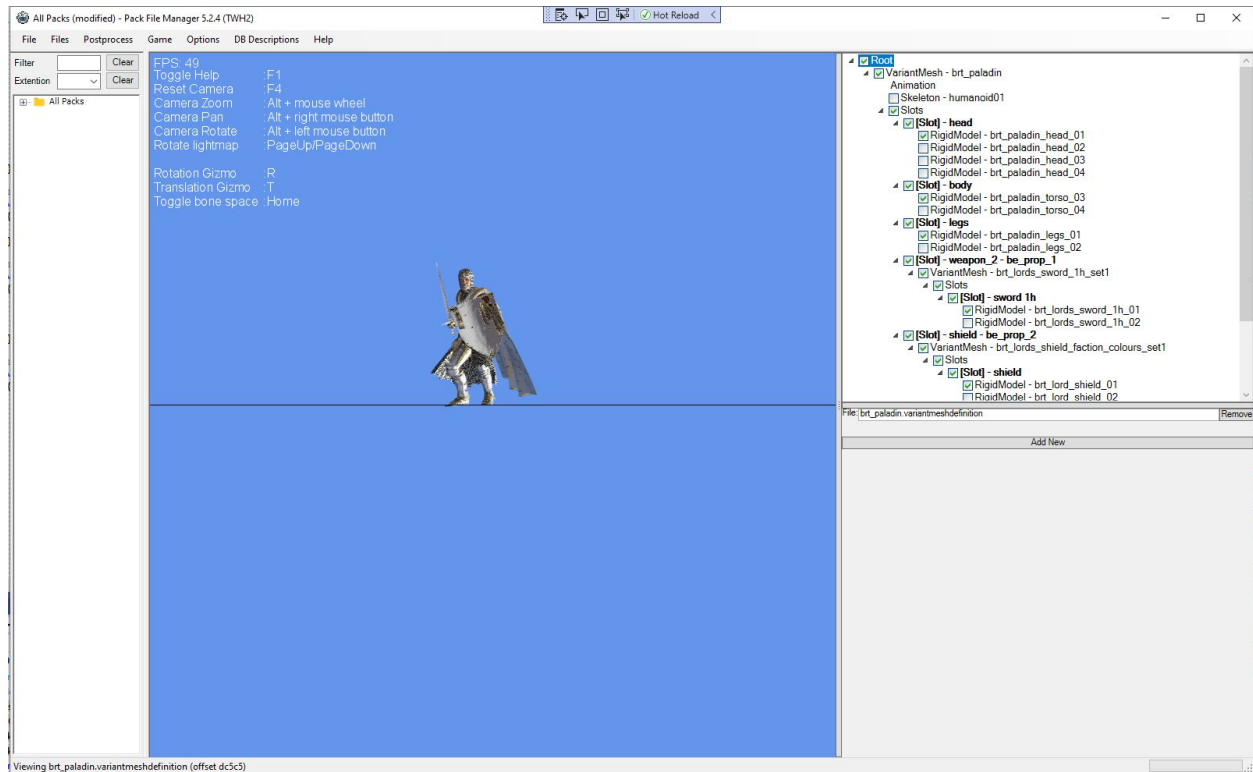 All Packs (modified) - Pack File Manager 5.2.4 (TWH2)
Hot Reload
File Files Postprocess Game Options DB Descriptions Help
Filter Clear
Extention Clear
All Packs
FPS: 49
Toggle Help :F1
Reset Camera :F4
Camera Zoom :Alt + mouse wheel
Camera Pan :Alt + right mouse button
Camera Rotate :Alt + left mouse button
Rotate lightmap :PageUp/PageDown
Rotation Gizmo :R
Translation Gizmo :T
Toggle bone space :Home
Root
VariantMesh - brt_paladin
Animation
Skeleton - humanoid01
Slots
[Slot] - head
RigidModel - brt_paladin_head_01
RigidModel - brt_paladin_head_02
RigidModel - brt_paladin_head_03
RigidModel - brt_paladin_head_04
[Slot] - body
RigidModel - brt_paladin_torso_03
RigidModel - brt_paladin_torso_04
[Slot] - legs
RigidModel - brt_paladin_legs_01
RigidModel - brt_paladin_legs_02
[Slot] - weapon_2 - be_prop_1
VariantMesh - brt_lords_sword_1h_set1
Slots
[Slot] - sword 1h
RigidModel - brt_lords_sword_1h_01
RigidModel - brt_lords_sword_1h_02
[Slot] - shield - be_prop_2
VariantMesh - brt_lords_shield_faction_colours_set1
Slots
[Slot] - shield
RigidModel - brt_lord_shield_01
RigidModel - brt_lord_shield_02
File: brt_paladin.variantmeshdefinition Remove
Add New
Viewing brt_paladin.variantmeshdefinition (offset dc5c5)